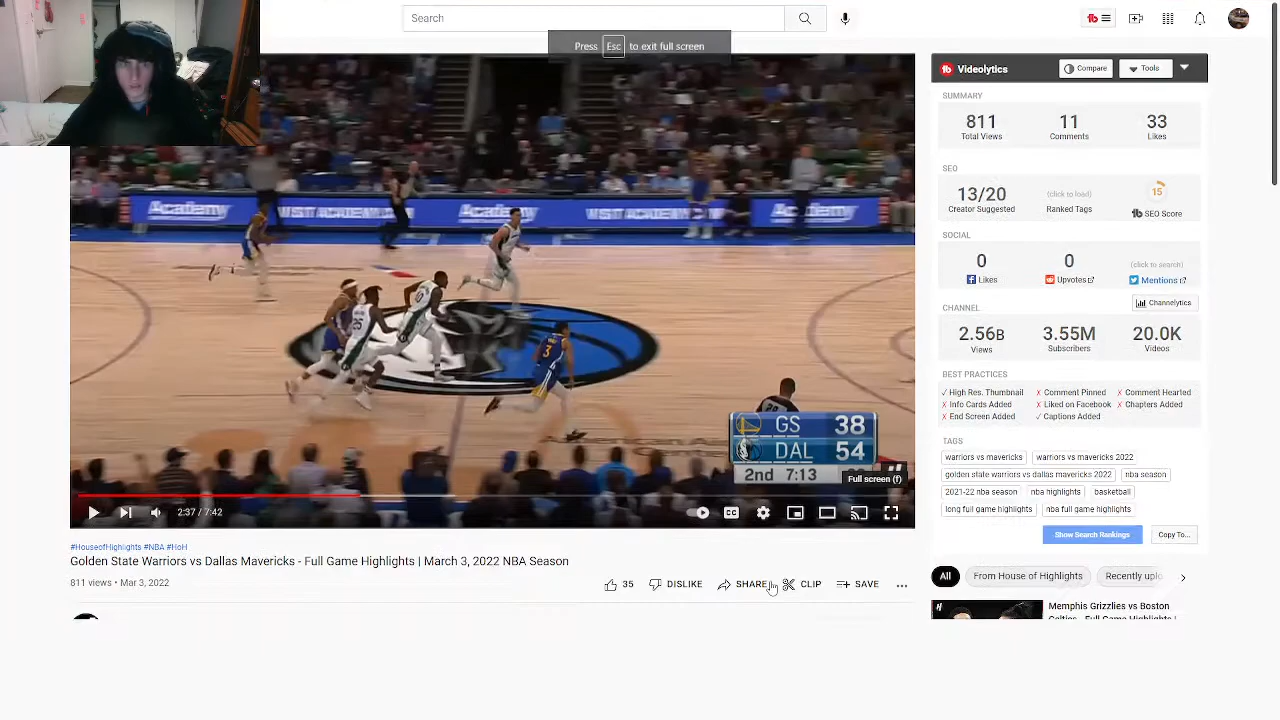 Search
Press Esc to exit full screen
Videolytics
Compare
Tools
SUMMARY
811 11 33
Total Views Comments Likes
SEO
13/20 (click to load) 15
Creator Suggested Ranked Tags tb SEO Score
SOCIAL
0 0 (click to search)
Likes Upvotes Mentions
Channelytics
CHANNEL
2.56B 3.55M 20.0K
Views Subscribers Videos
BEST PRACTICES
✓ High Res. Thumbnail ✗ Comment Pinned ✗ Comment Hearted
✗ Info Cards Added ✗ Liked on Facebook ✗ Chapters Added
✗ End Screen Added ✓ Captions Added
TAGS
warriors vs mavericks warriors vs mavericks 2022
golden state warriors vs dallas mavericks 2022 nba season
2021-22 nba season nba highlights basketball
long full game highlights nba full game highlights
Show Search Rankings Copy To...
Academy VISIT ACADEMY Academy VISIT ACADEM Academy
3
GS 38
DAL 54
2nd 7:13
Full screen (f)
2:37 / 7:42
CC
#HouseofHighlights #NBA #HoH
Golden State Warriors vs Dallas Mavericks - Full Game Highlights | March 3, 2022 NBA Season
811 views • Mar 3, 2022
35 DISLIKE SHARE CLIP SAVE ...
All From House of Highlights Recently uplo
Memphis Grizzlies vs Boston
Celtics - Full Game Highlights |